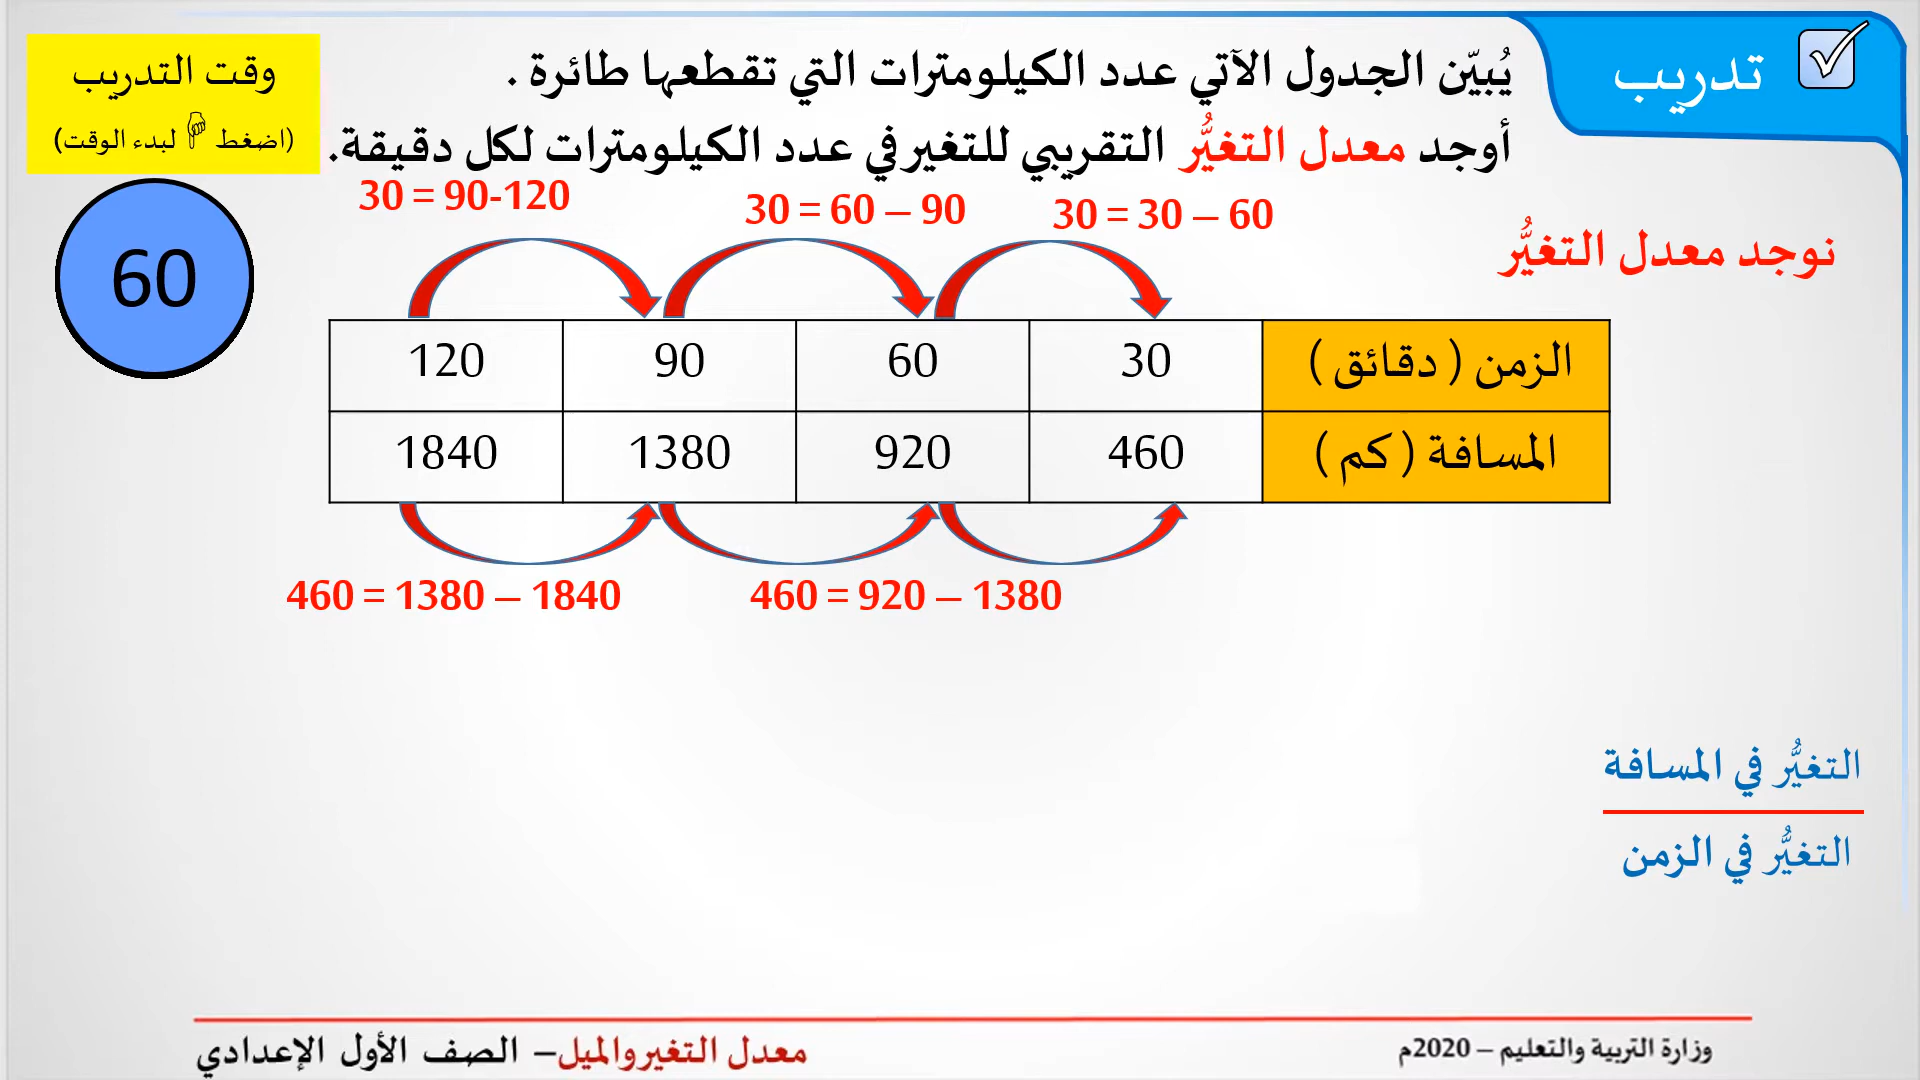 تدريب
يُبيّن الجدول الآتي عدد الكيلومترات التي تقطعها طائرة .
أوجد معدل التغيُّر التقريبي للتغير في عدد الكيلومترات لكل دقيقة.
وقت التدريب
(اضغط لبدء الوقت)
60
نوجد معدل التغيُّر
30 = 30 – 60
30 = 60 – 90
30 = 90-120
الزمن ( دقائق ) 30 60 90 120
المسافة ( كم ) 460 920 1380 1840
460 = 920 – 1380
460 = 1380 – 1840
التغيُّر في المسافة
التغيُّر في الزمن
وزارة التربية والتعليم – 2020م
معدل التغير والميل– الصف الأول الإعدادي